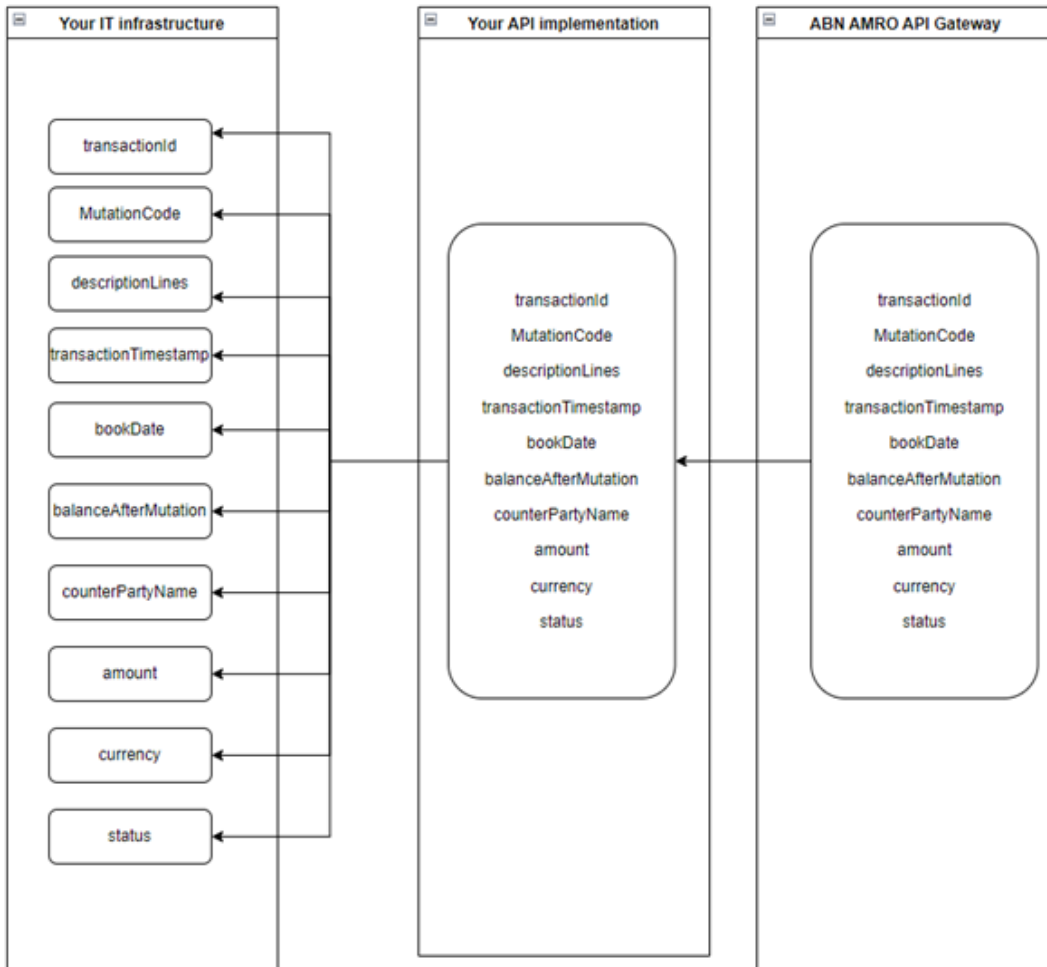 Your IT infrastructure
transactionId
MutationCode
descriptionLines
transactionTimestamp
bookDate
balanceAfterMutation
counterPartyName
amount
currency
status
Your API implementation
transactionId
MutationCode
descriptionLines
transactionTimestamp
bookDate
balanceAfterMutation
counterPartyName
amount
currency
status
ABN AMRO API Gateway
transactionId
MutationCode
descriptionLines
transactionTimestamp
bookDate
balanceAfterMutation
counterPartyName
amount
currency
status